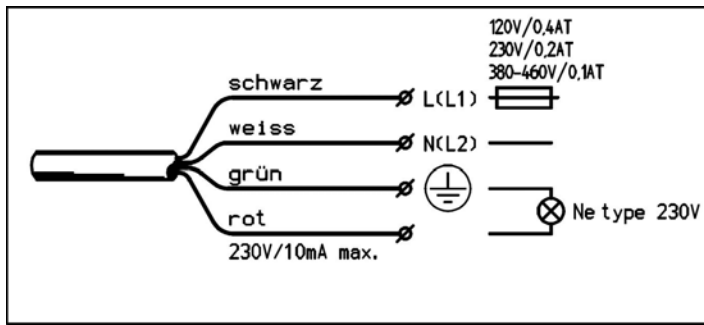 120V/0,4AT
230V/0,2AT
380-460V/0,1AT
schwarz
L(L1)
weiss
N(L2)
grün
Ne type 230V
rot
230V/10mA max.